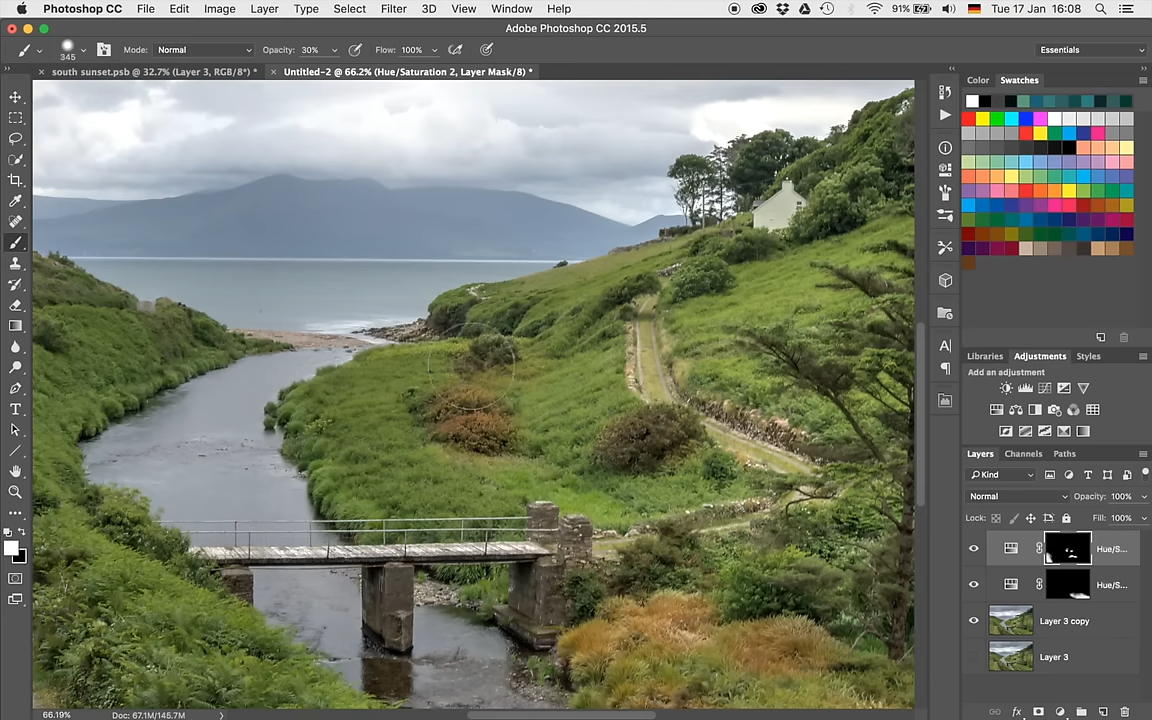 Photoshop CC File Edit Image Layer Type Select Filter 3D View Window Help 91% Tue 17 Jan 16:08
Adobe Photoshop CC 2015.5
345 Mode: Normal Opacity: 30% Flow: 100% Essentials
south sunset.psb @ 32.7% (Layer 3, RGB/8*) * Untitled-2 @ 66.2% (Hue/Saturation 2, Layer Mask/8) *
Color Swatches
Libraries Adjustments Styles
Add an adjustment
Layers Channels Paths
Kind
Normal Opacity: 100%
Lock: Fill: 100%
Hue/S...
Hue/S...
Layer 3 copy
Layer 3
66.19% Doc: 67.1M/145.7M